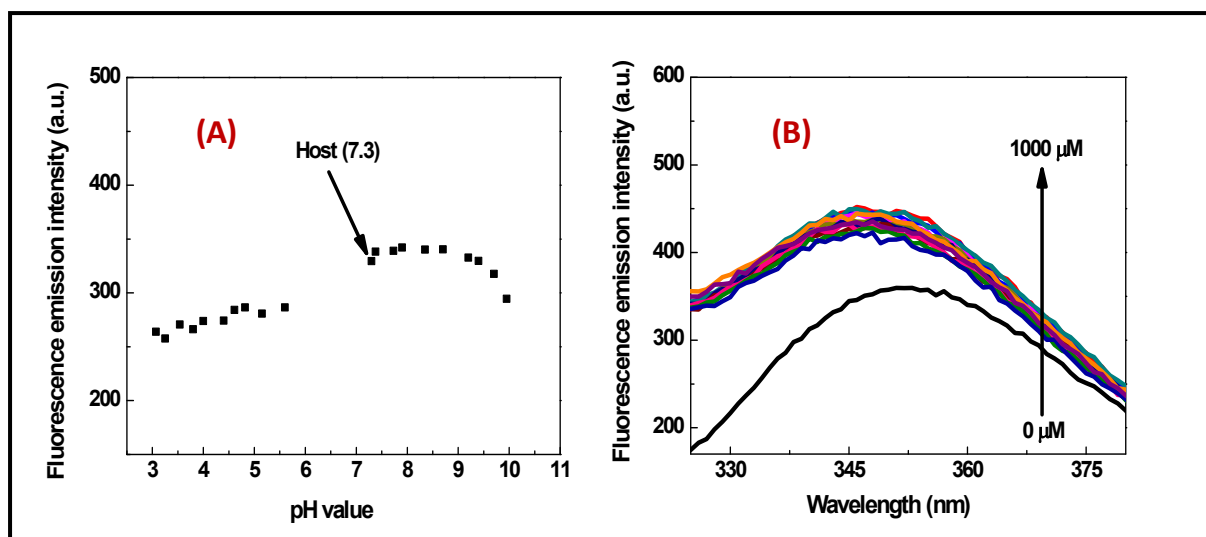 Fluorescence emission intensity (a.u.)
500
400
300
200
(A)
Host (7.3)
3 4 5 6 7 8 9 10 11
pH value
Fluorescence emission intensity (a.u.)
600
500
400
300
200
(B)
1000 µM
0 µM
330 345 360 375
Wavelength (nm)